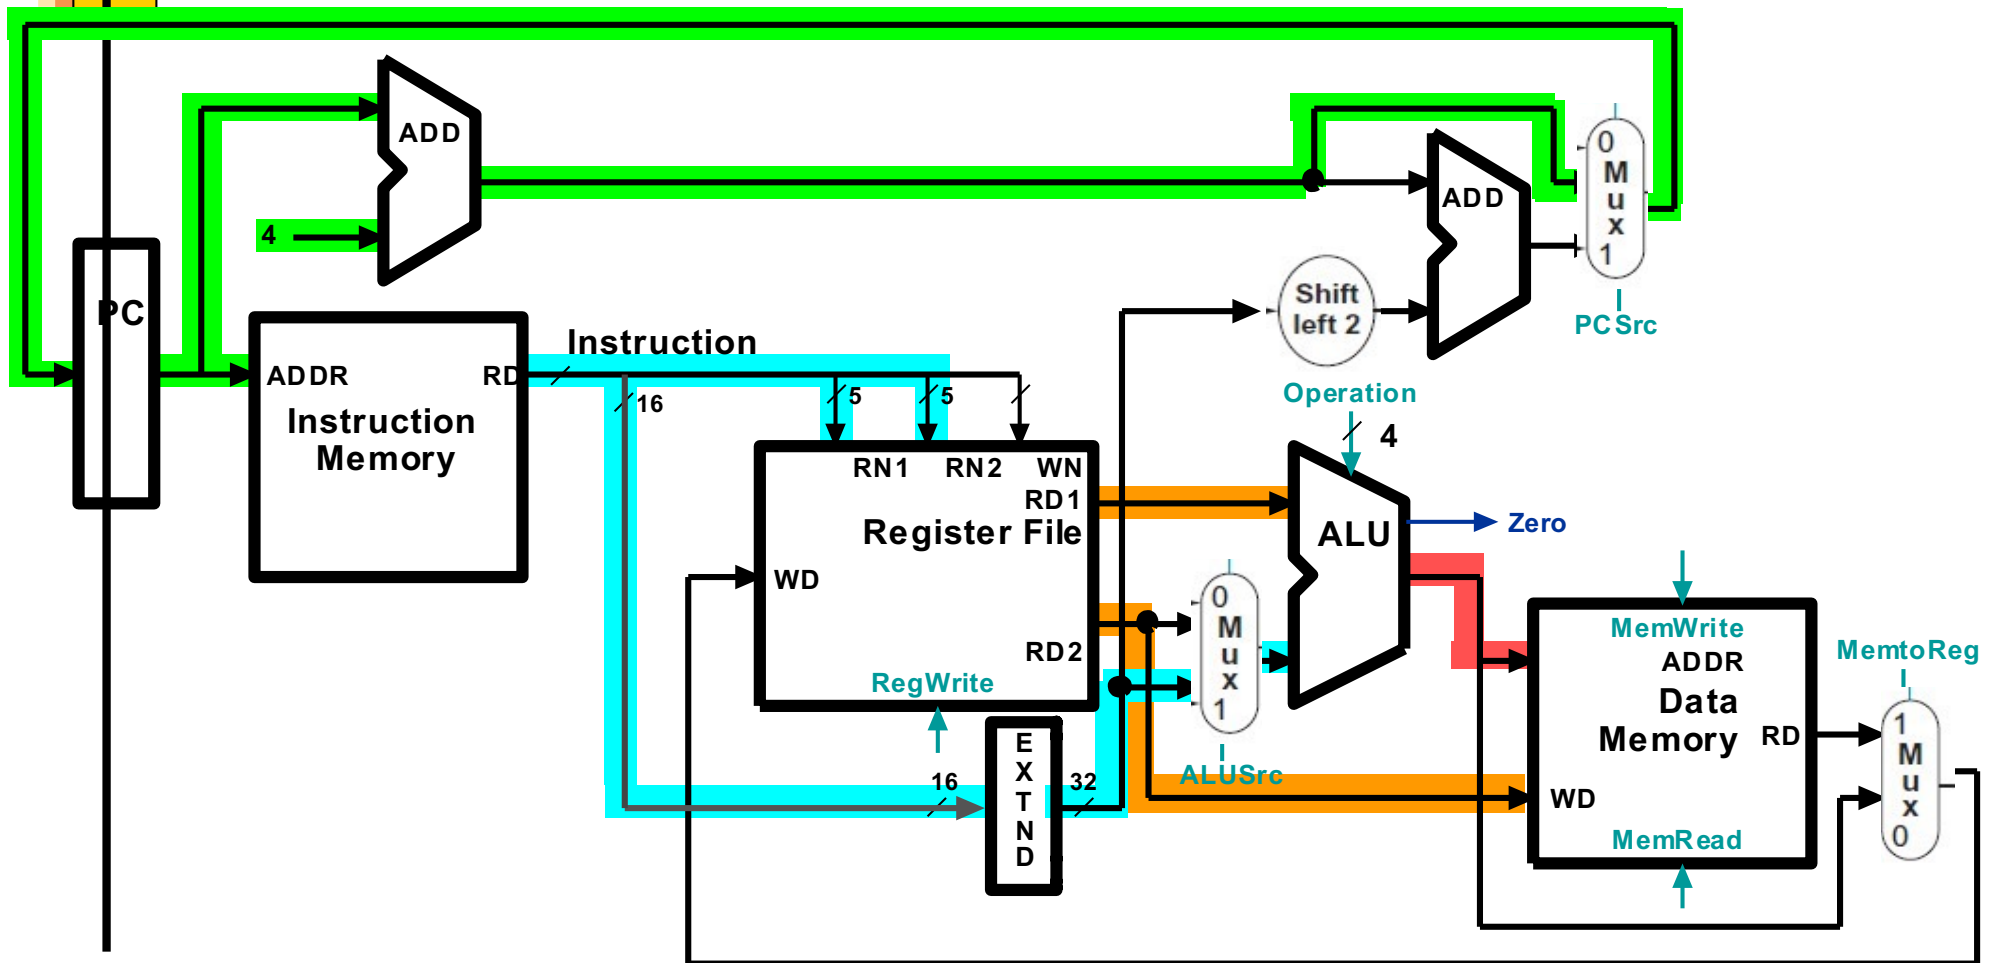 ADD
4
PC
ADDR
RD
Instruction
Memory
Instruction
16
5
5
RN1
RN2
WN
RD1
Register File
WD
RD2
RegWrite
16
E
X
T
N
D
32
0
M
u
x
1
ALUSrc
Operation
4
ALU
Zero
Shift
left 2
ADD
0
M
u
x
1
PCSrc
MemWrite
ADDR
Data
Memory
RD
WD
MemRead
MemtoReg
1
M
u
x
0